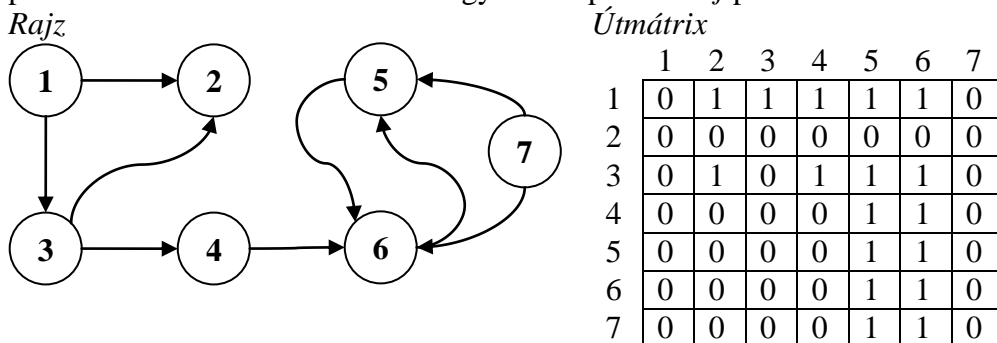 Rajz Útmátrix
1 2 5 7
3 4 6
1 2 3 4 5 6 7
1 0 1 1 1 1 1 0
2 0 0 0 0 0 0 0
3 0 1 0 1 1 1 0
4 0 0 0 0 1 1 0
5 0 0 0 0 1 1 0
6 0 0 0 0 1 1 0
7 0 0 0 0 1 1 0